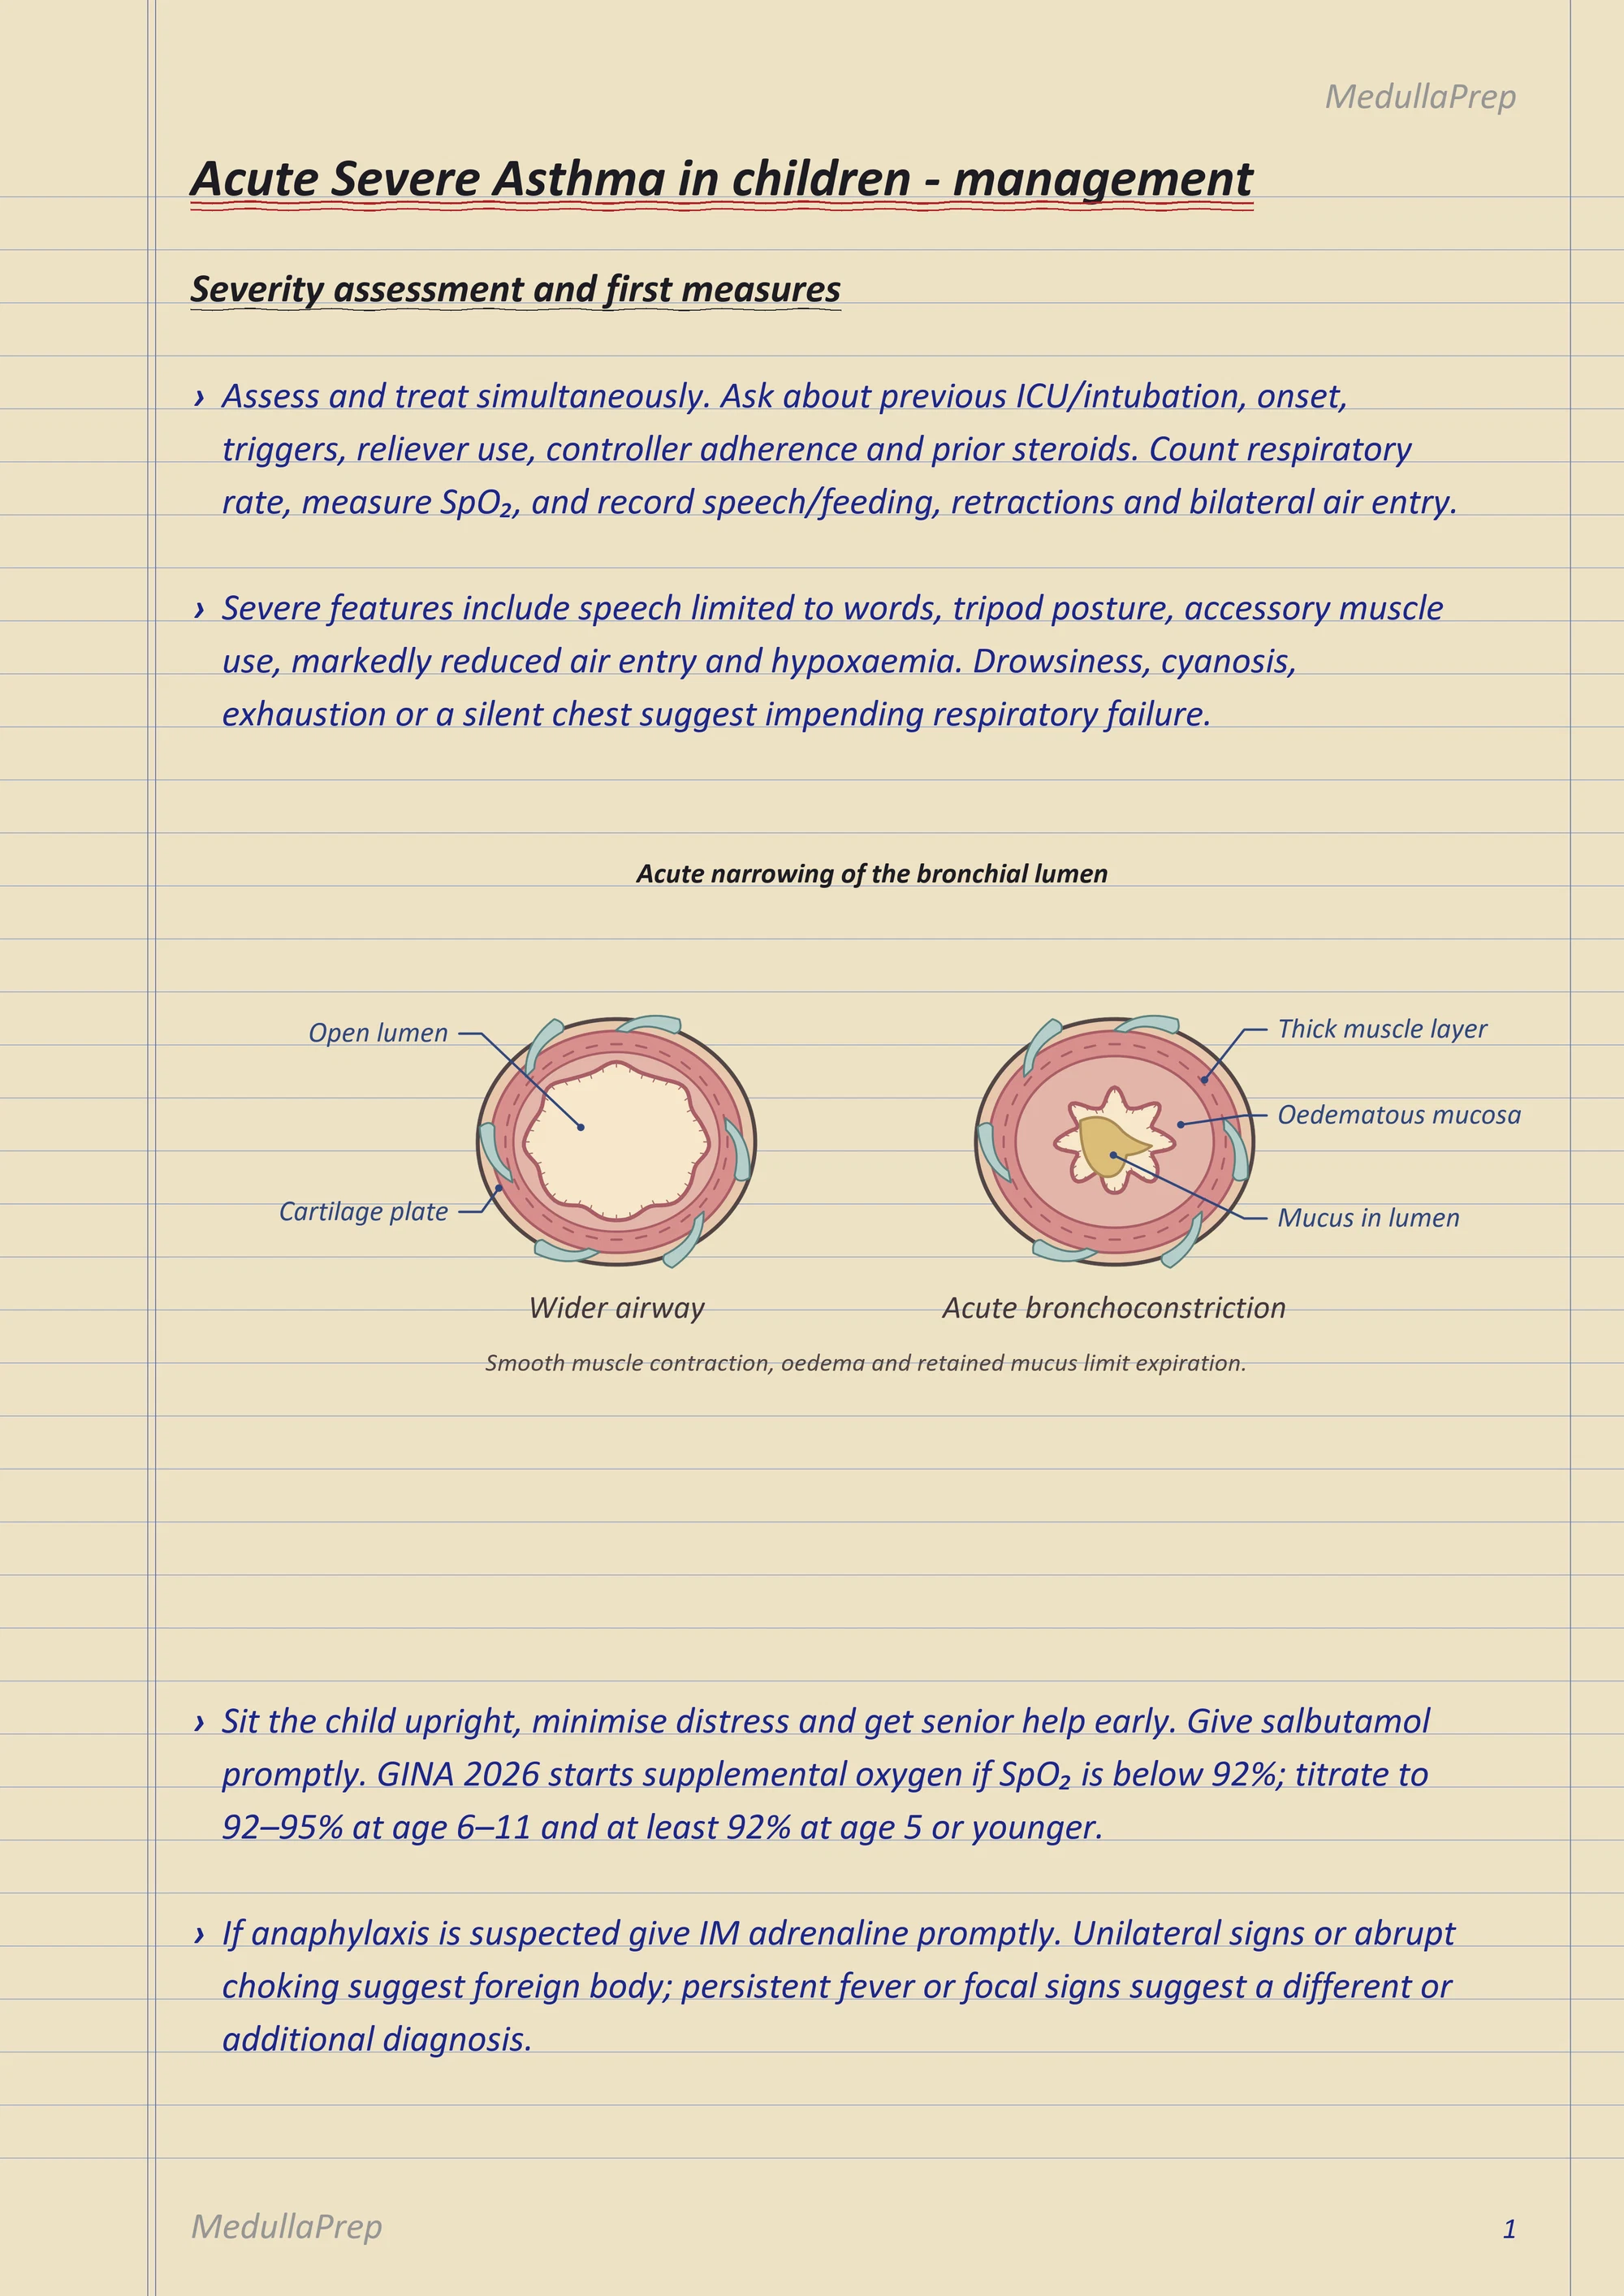 MedullaPrep
Acute Severe Asthma in children - management
Severity assessment and first measures
› Assess and treat simultaneously. Ask about previous ICU/intubation, onset,
triggers, reliever use, controller adherence and prior steroids. Count respiratory
rate, measure SpO₂, and record speech/feeding, retractions and bilateral air entry.
› Severe features include speech limited to words, tripod posture, accessory muscle
use, markedly reduced air entry and hypoxaemia. Drowsiness, cyanosis,
exhaustion or a silent chest suggest impending respiratory failure.
Acute narrowing of the bronchial lumen
Open lumen
Cartilage plate
Thick muscle layer
Oedematous mucosa
Mucus in lumen
Wider airway
Acute bronchoconstriction
Smooth muscle contraction, oedema and retained mucus limit expiration.
› Sit the child upright, minimise distress and get senior help early. Give salbutamol
promptly. GINA 2026 starts supplemental oxygen if SpO₂ is below 92%; titrate to
92–95% at age 6–11 and at least 92% at age 5 or younger.
› If anaphylaxis is suspected give IM adrenaline promptly. Unilateral signs or abrupt
choking suggest foreign body; persistent fever or focal signs suggest a different or
additional diagnosis.
MedullaPrep
1